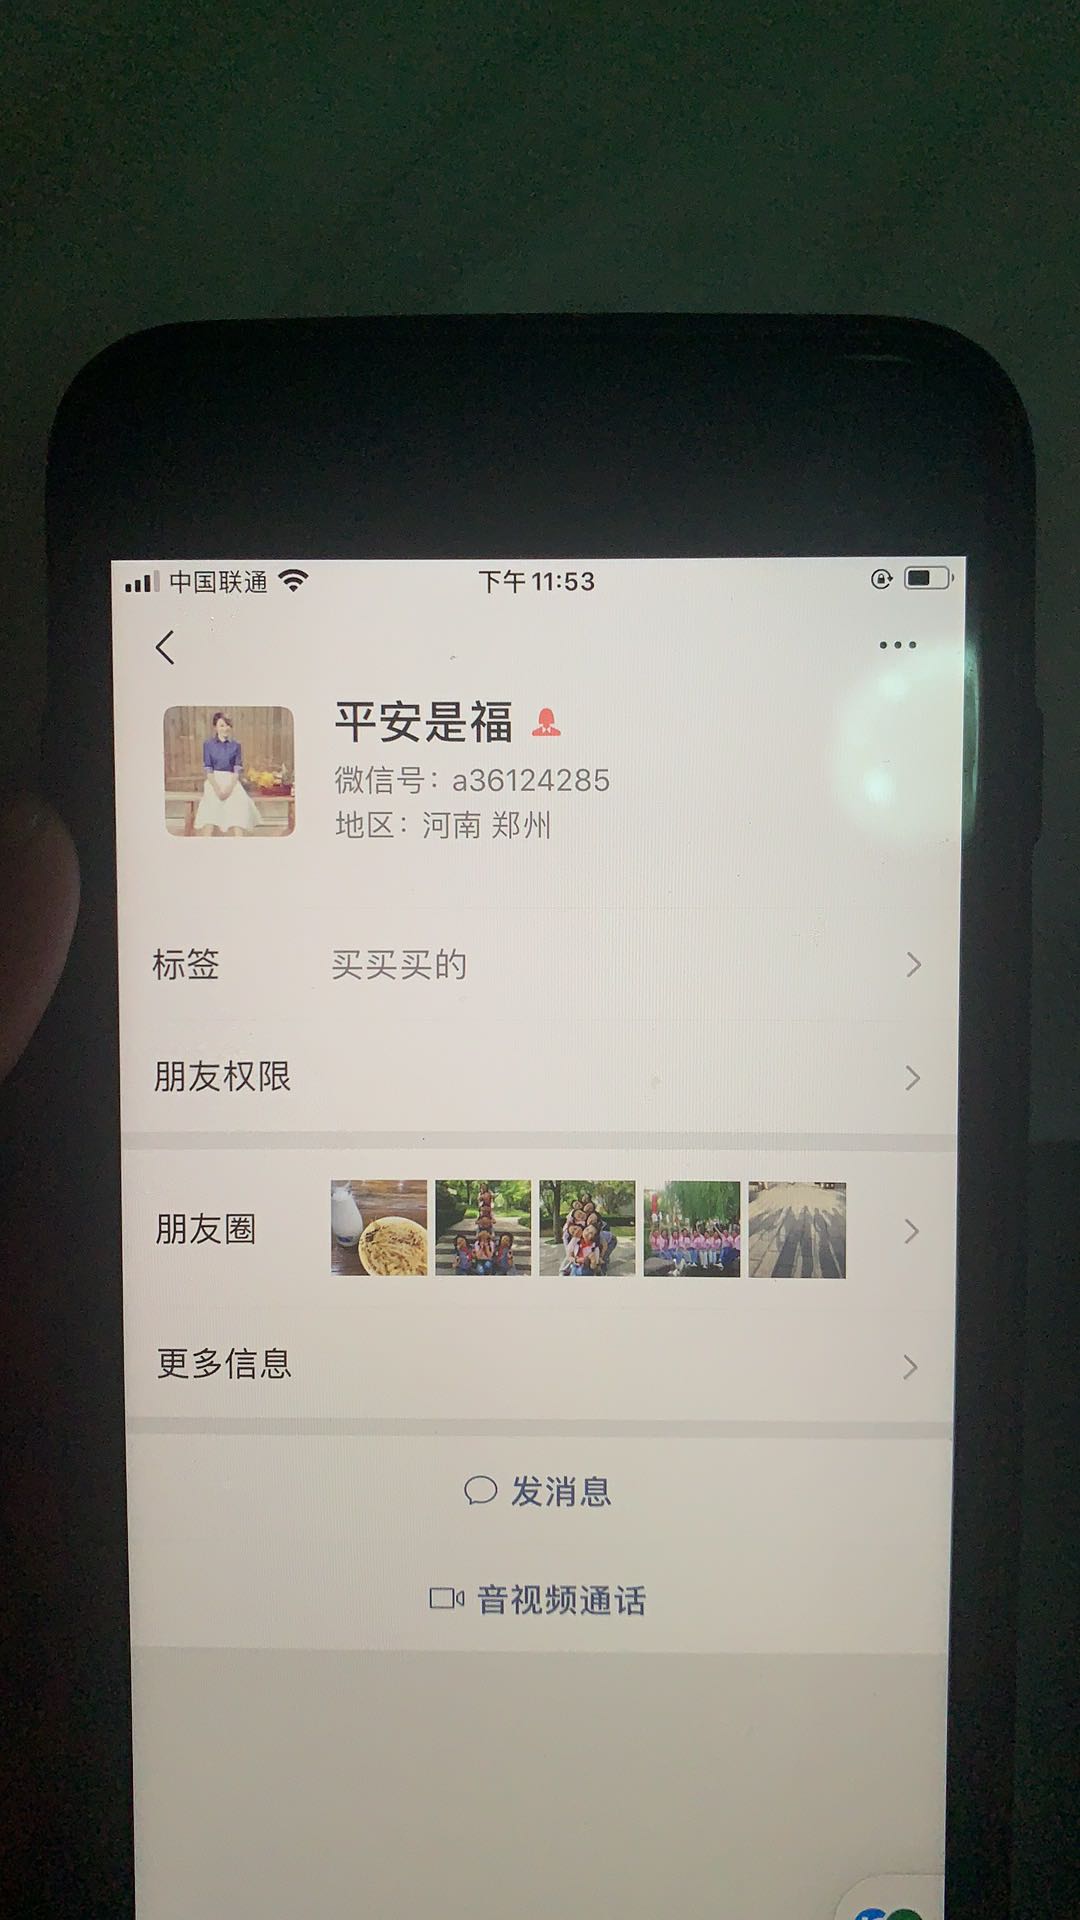 中国联通 下午11:53
平安是福
微信号：a36124285
地区：河南 郑州
标签 买买买的
朋友权限
朋友圈
更多信息
发消息
音视频通话